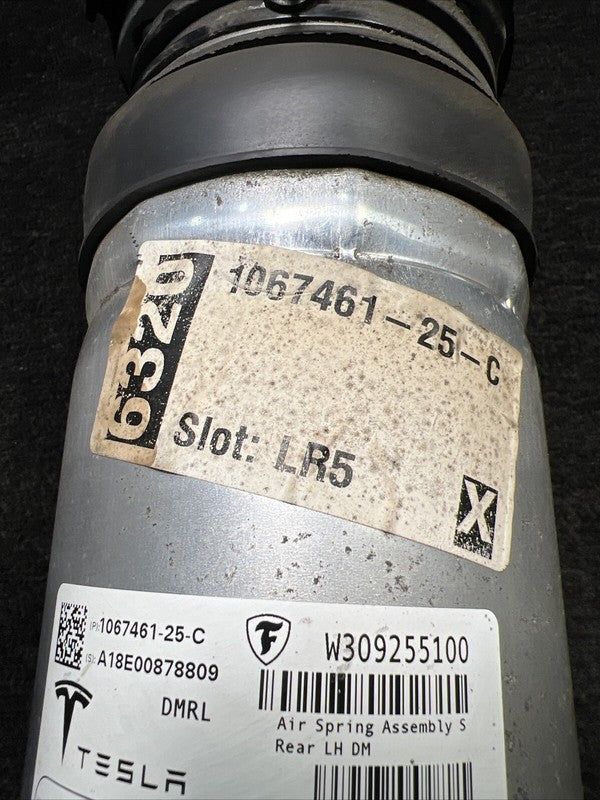 1067461-25-C
6320
Slot: LR5
X
(P):1067461-25-C
(S):A18E00878809
DMRL
TESLA
F
W309255100
Air Spring Assembly S
Rear LH DM